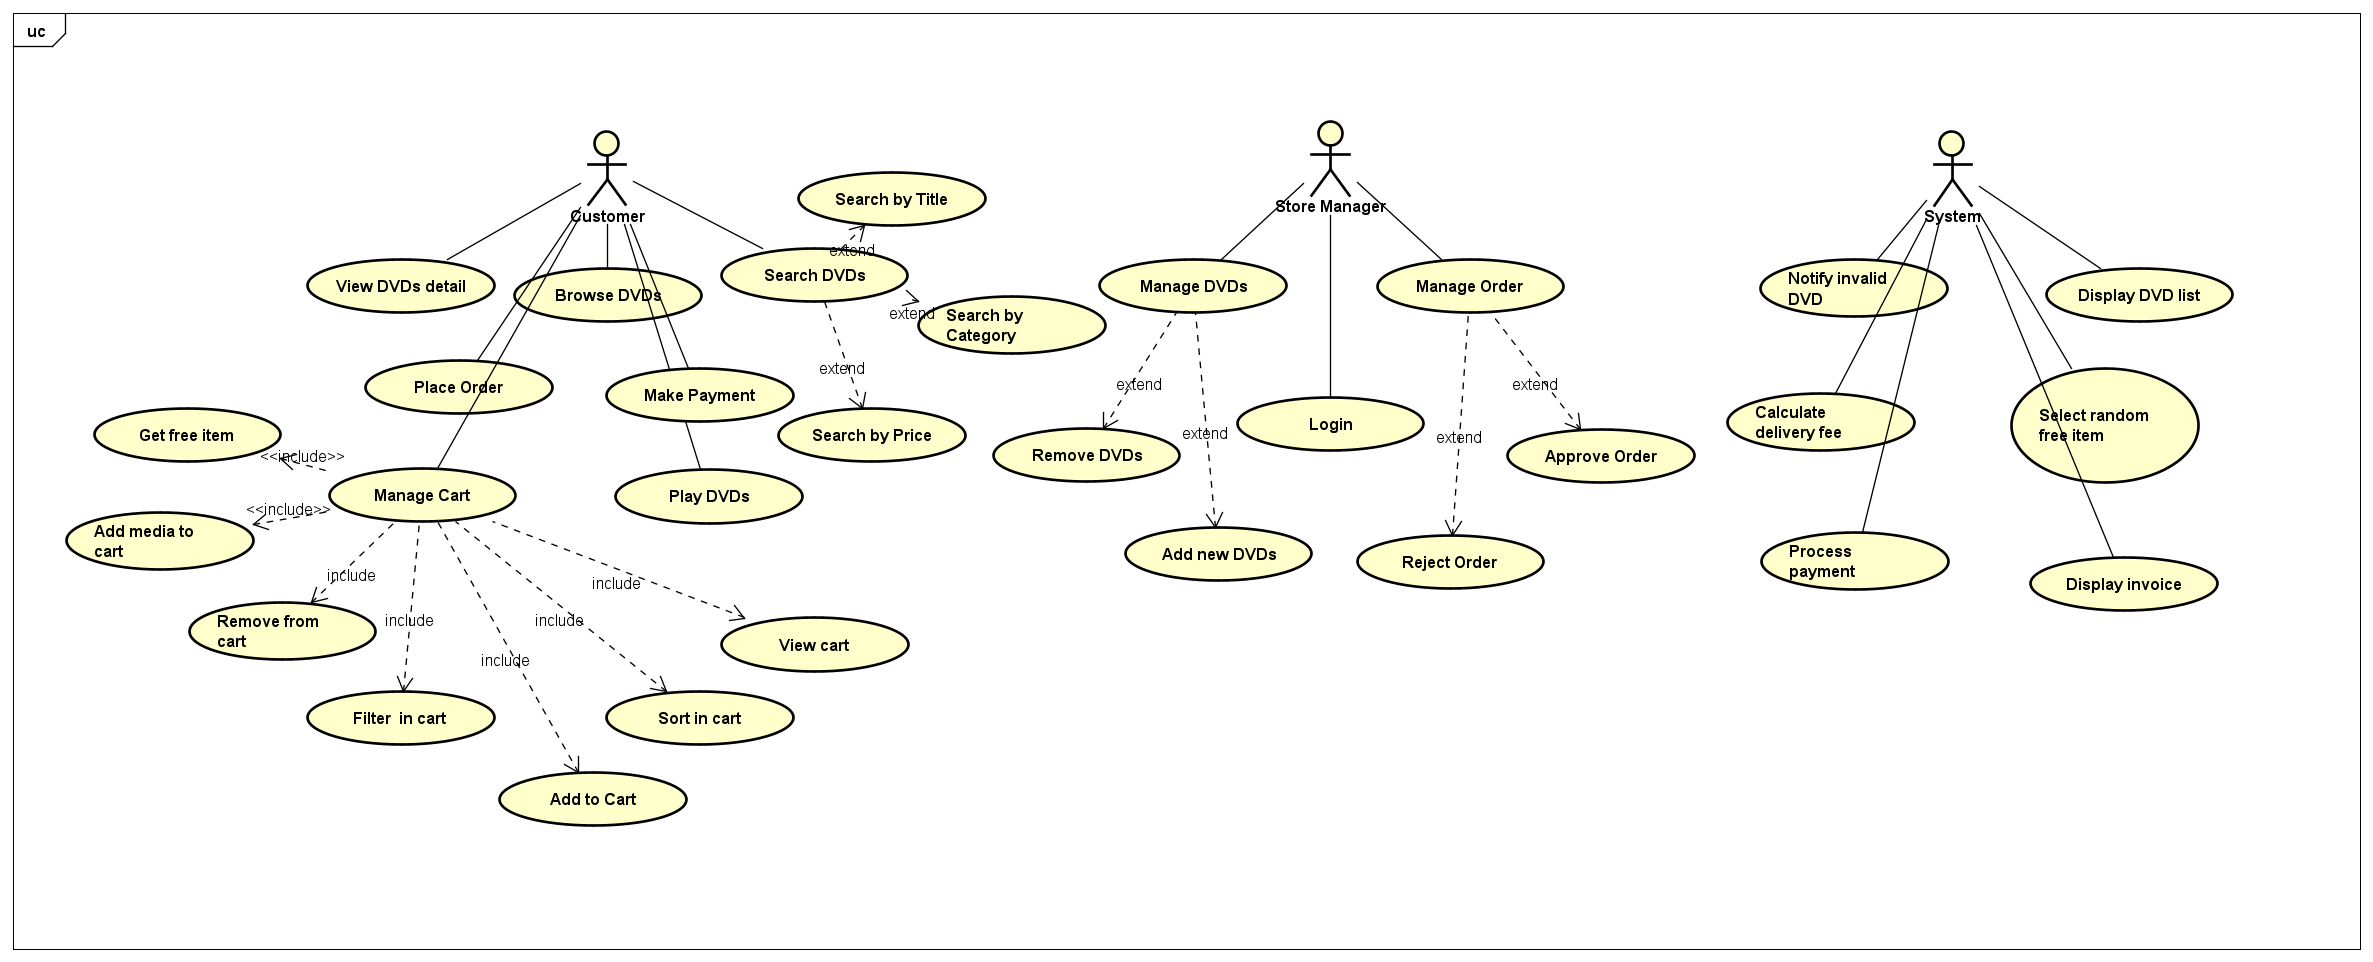 uc
Customer
Store Manager
System
Search by Title
extend
View DVDs detail
Browse DVDs
Search DVDs
extend
Search by
Category
Place Order
Make Payment
extend
Search by Price
Get free item
<<include>>
Manage Cart
Play DVDs
<<include>>
Add media to
cart
include
include
include
include
include
Remove from
cart
View cart
Filter  in cart
Sort in cart
Add to Cart
Manage DVDs
Manage Order
extend
extend
extend
extend
Login
Remove DVDs
Approve Order
Add new DVDs
Reject Order
Notify invalid
DVD
Display DVD list
Calculate
delivery fee
Select random
free item
Process
payment
Display invoice